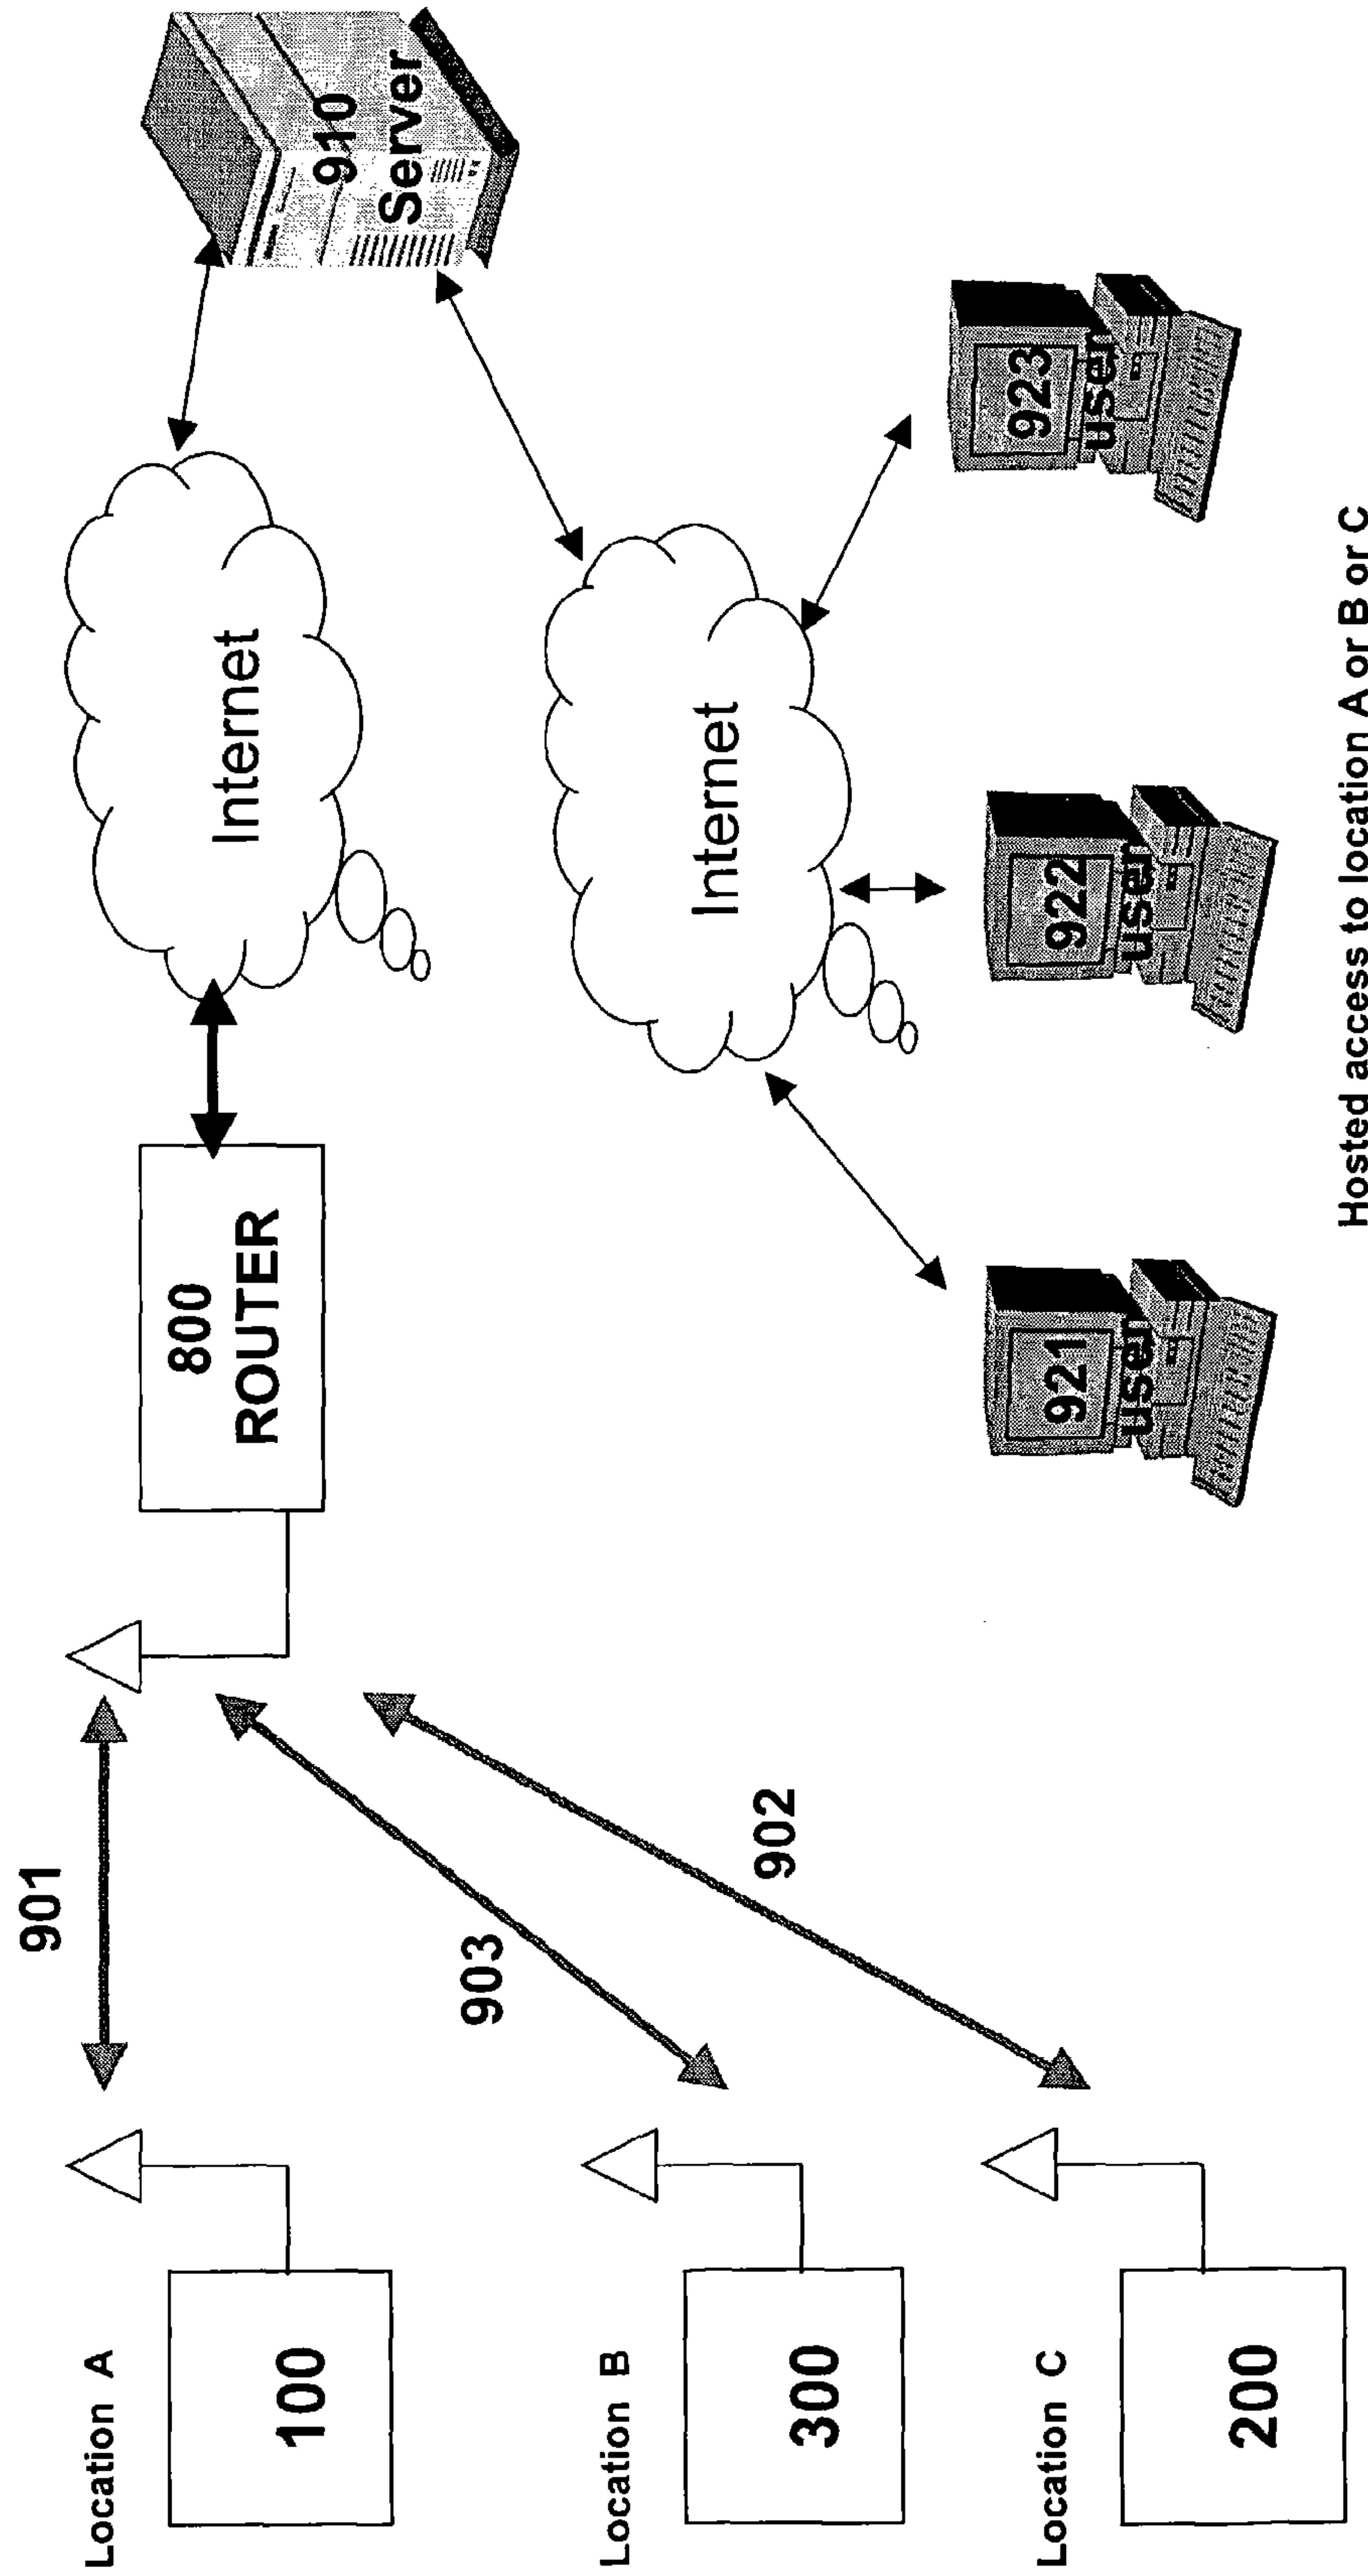 Location A
100
901
800
ROUTER
Internet
910
Server
Location B
300
903
Internet
Location C
200
902
921
user
922
user
923
user
Hosted access to location A or B or C